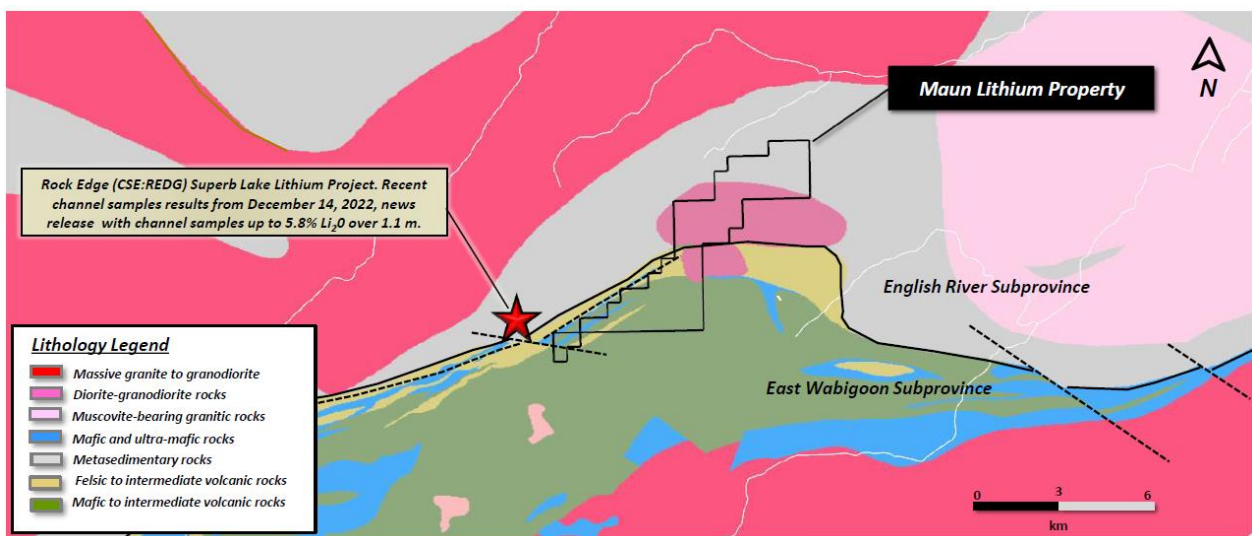 Maun Lithium Property
N
Rock Edge (CSE:REDG) Superb Lake Lithium Project. Recent
channel samples results from December 14, 2022, news
release with channel samples up to 5.8% Li₂0 over 1.1 m.
English River Subprovince
East Wabigoon Subprovince
Lithology Legend
Massive granite to granodiorite
Diorite-granodiorite rocks
Muscovite-bearing granitic rocks
Mafic and ultra-mafic rocks
Metasedimentary rocks
Felsic to intermediate volcanic rocks
Mafic to intermediate volcanic rocks
0 3 6
km